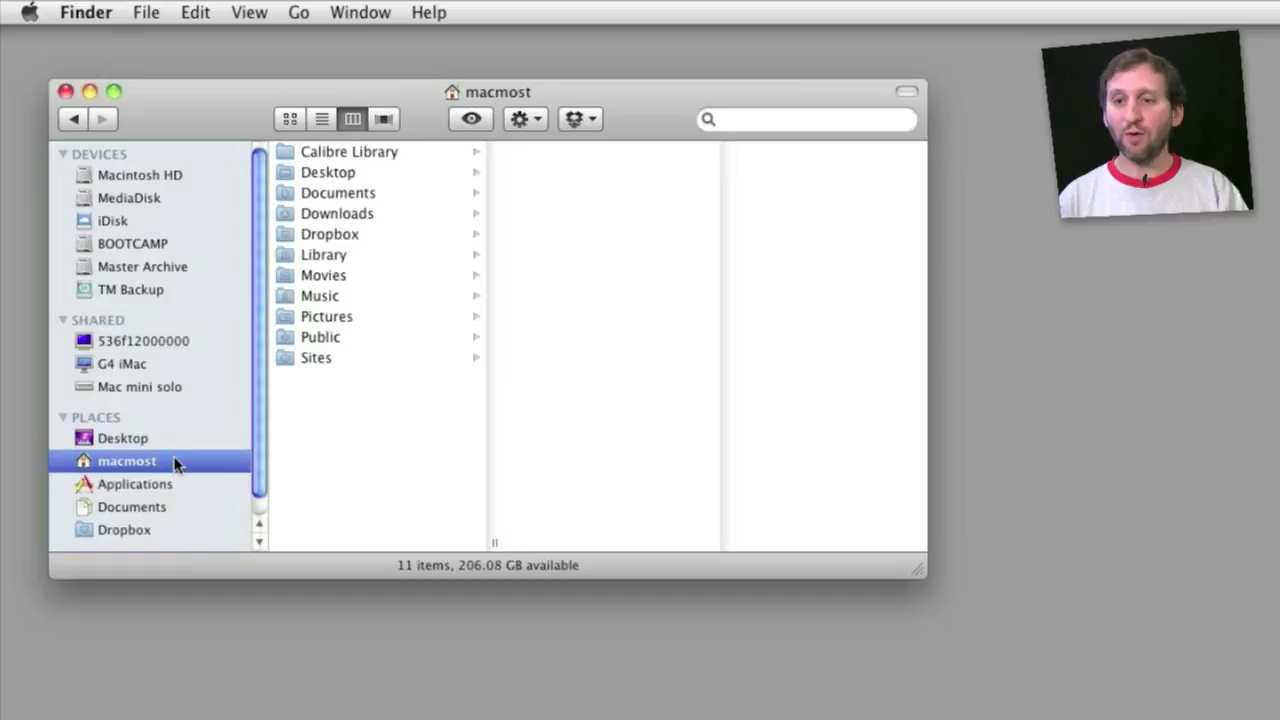 Finder File Edit View Go Window Help
macmost
DEVICES
Macintosh HD
MediaDisk
iDisk
BOOTCAMP
Master Archive
TM Backup
SHARED
536f12000000
G4 iMac
Mac mini solo
PLACES
Desktop
macmost
Applications
Documents
Dropbox
Calibre Library
Desktop
Documents
Downloads
Dropbox
Library
Movies
Music
Pictures
Public
Sites
11 items, 206.08 GB available